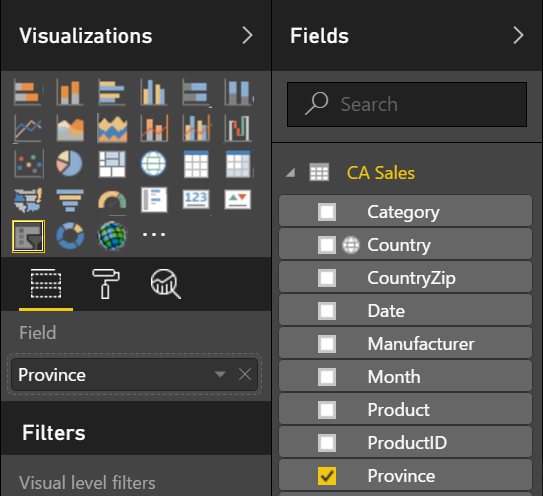 Visualizations
123
...
Field
Province
Filters
Visual level filters
Fields
Search
CA Sales
Category
Country
CountryZip
Date
Manufacturer
Month
Product
ProductID
Province